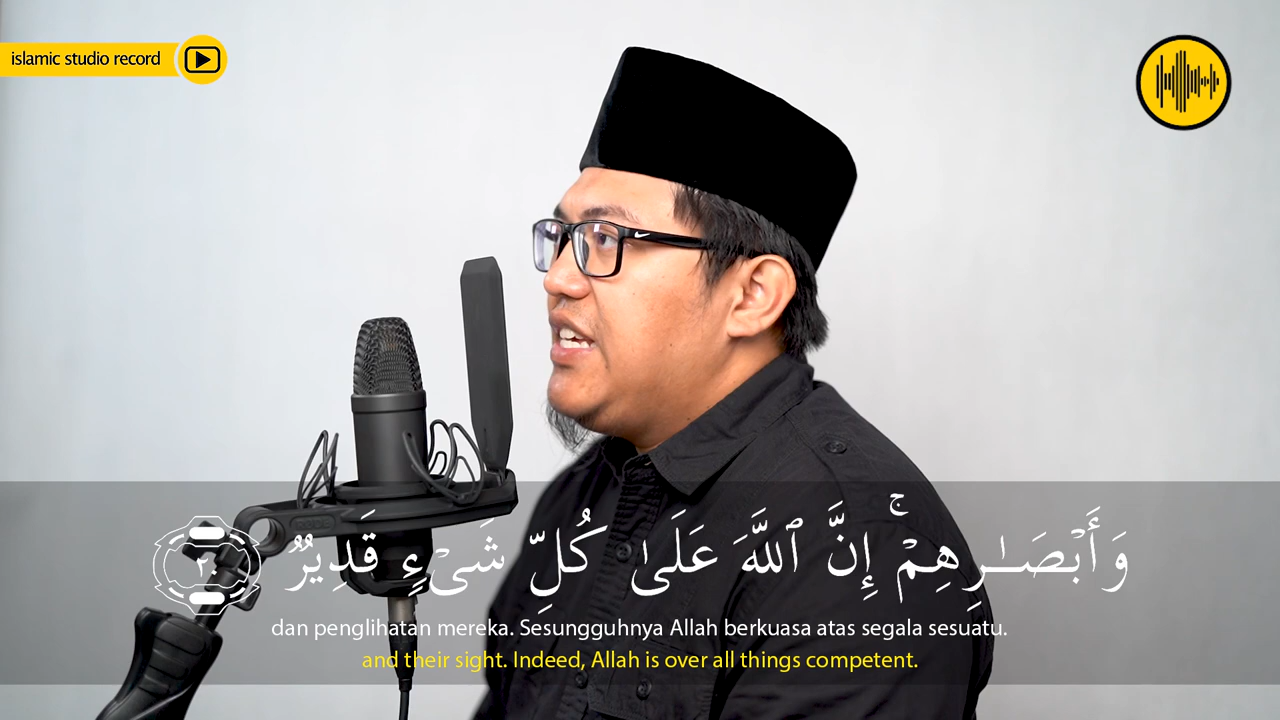 islamic studio record
وَأَبْصَـٰرِهِمْ ۚ إِنَّ ٱللَّهَ عَلَىٰ كُلِّ شَىْءٍ قَدِيرٌ ٢٠
dan penglihatan mereka. Sesungguhnya Allah berkuasa atas segala sesuatu.
and their sight. Indeed, Allah is over all things competent.